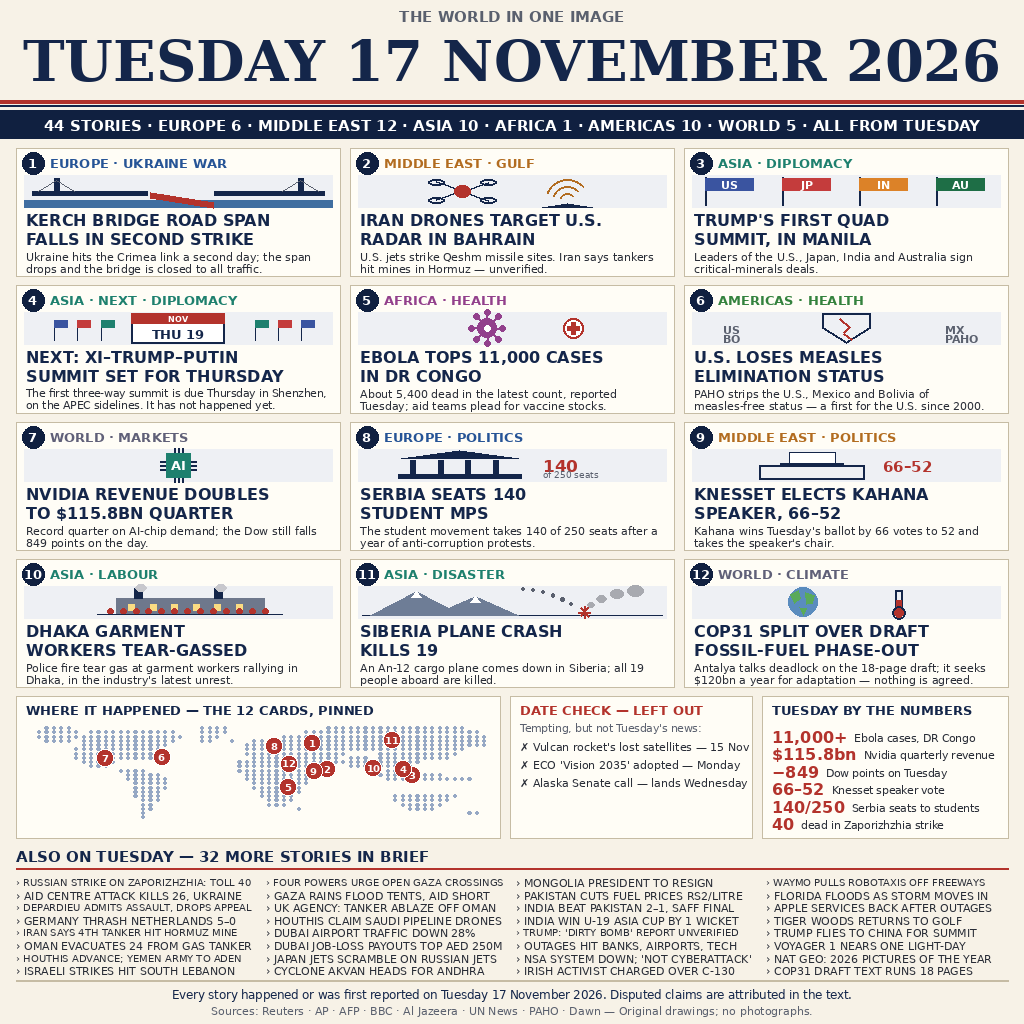 THE WORLD IN ONE IMAGE
TUESDAY 17 NOVEMBER 2026
44 STORIES · EUROPE 6 · MIDDLE EAST 12 · ASIA 10 · AFRICA 1 · AMERICAS 10 · WORLD 5 · ALL FROM TUESDAY
1 EUROPE · UKRAINE WAR
KERCH BRIDGE ROAD SPAN
FALLS IN SECOND STRIKE
Ukraine hits the Crimea link a second day; the span
drops and the bridge is closed to all traffic.
2 MIDDLE EAST · GULF
IRAN DRONES TARGET U.S.
RADAR IN BAHRAIN
U.S. jets strike Qeshm missile sites. Iran says tankers
hit mines in Hormuz — unverified.
3 ASIA · DIPLOMACY
US JP IN AU
TRUMP'S FIRST QUAD
SUMMIT, IN MANILA
Leaders of the U.S., Japan, India and Australia sign
critical-minerals deals.
4 ASIA · NEXT · DIPLOMACY
NOV
THU 19
NEXT: XI–TRUMP–PUTIN
SUMMIT SET FOR THURSDAY
The first three-way summit is due Thursday in Shenzhen,
on the APEC sidelines. It has not happened yet.
5 AFRICA · HEALTH
EBOLA TOPS 11,000 CASES
IN DR CONGO
About 5,400 dead in the latest count, reported
Tuesday; aid teams plead for vaccine stocks.
6 AMERICAS · HEALTH
US MX
BO PAHO
U.S. LOSES MEASLES
ELIMINATION STATUS
PAHO strips the U.S., Mexico and Bolivia of
measles-free status — a first for the U.S. since 2000.
7 WORLD · MARKETS
AI
NVIDIA REVENUE DOUBLES
TO $115.8BN QUARTER
Record quarter on AI-chip demand; the Dow still falls
849 points on the day.
8 EUROPE · POLITICS
140
of 250 seats
SERBIA SEATS 140
STUDENT MPS
The student movement takes 140 of 250 seats after a
year of anti-corruption protests.
9 MIDDLE EAST · POLITICS
66–52
KNESSET ELECTS KAHANA
SPEAKER, 66–52
Kahana wins Tuesday's ballot by 66 votes to 52 and
takes the speaker's chair.
10 ASIA · LABOUR
DHAKA GARMENT
WORKERS TEAR-GASSED
Police fire tear gas at garment workers rallying in
Dhaka, in the industry's latest unrest.
11 ASIA · DISASTER
SIBERIA PLANE CRASH
KILLS 19
An An-12 cargo plane comes down in Siberia; all 19
people aboard are killed.
12 WORLD · CLIMATE
COP31 SPLIT OVER DRAFT
FOSSIL-FUEL PHASE-OUT
Antalya talks deadlock on the 18-page draft; it seeks
$120bn a year for adaptation — nothing is agreed.
WHERE IT HAPPENED — THE 12 CARDS, PINNED
7 6 8 1 12 5 9 2 11 10 4 3
DATE CHECK — LEFT OUT
Tempting, but not Tuesday's news:
✗ Vulcan rocket's lost satellites — 15 Nov
✗ ECO 'Vision 2035' adopted — Monday
✗ Alaska Senate call — lands Wednesday
TUESDAY BY THE NUMBERS
11,000+ Ebola cases, DR Congo
$115.8bn Nvidia quarterly revenue
−849 Dow points on Tuesday
66–52 Knesset speaker vote
140/250 Serbia seats to students
40 dead in Zaporizhzhia strike
ALSO ON TUESDAY — 32 MORE STORIES IN BRIEF
› RUSSIAN STRIKE ON ZAPORIZHZHIA: TOLL 40
› AID CENTRE ATTACK KILLS 26, UKRAINE
› DEPARDIEU ADMITS ASSAULT, DROPS APPEAL
› GERMANY THRASH NETHERLANDS 5–0
› IRAN SAYS 4TH TANKER HIT HORMUZ MINE
› OMAN EVACUATES 24 FROM GAS TANKER
› HOUTHIS ADVANCE; YEMEN ARMY TO ADEN
› ISRAELI STRIKES HIT SOUTH LEBANON
› FOUR POWERS URGE OPEN GAZA CROSSINGS
› GAZA RAINS FLOOD TENTS, AID SHORT
› UK AGENCY: TANKER ABLAZE OFF OMAN
› HOUTHIS CLAIM SAUDI PIPELINE DRONES
› DUBAI AIRPORT TRAFFIC DOWN 28%
› DUBAI JOB-LOSS PAYOUTS TOP AED 250M
› JAPAN JETS SCRAMBLE ON RUSSIAN JETS
› CYCLONE AKVAN HEADS FOR ANDHRA
› MONGOLIA PRESIDENT TO RESIGN
› PAKISTAN CUTS FUEL PRICES RS2/LITRE
› INDIA BEAT PAKISTAN 2–1, SAFF FINAL
› INDIA WIN U-19 ASIA CUP BY 1 WICKET
› TRUMP: 'DIRTY BOMB' REPORT UNVERIFIED
› OUTAGES HIT BANKS, AIRPORTS, TECH
› NSA SYSTEM DOWN; 'NOT CYBERATTACK'
› IRISH ACTIVIST CHARGED OVER C-130
› WAYMO PULLS ROBOTAXIS OFF FREEWAYS
› FLORIDA FLOODS AS STORM MOVES IN
› APPLE SERVICES BACK AFTER OUTAGES
› TIGER WOODS RETURNS TO GOLF
› TRUMP FLIES TO CHINA FOR SUMMIT
› VOYAGER 1 NEARS ONE LIGHT-DAY
› NAT GEO: 2026 PICTURES OF THE YEAR
› COP31 DRAFT TEXT RUNS 18 PAGES
Every story happened or was first reported on Tuesday 17 November 2026. Disputed claims are attributed in the text.
Sources: Reuters · AP · AFP · BBC · Al Jazeera · UN News · PAHO · Dawn — Original drawings; no photographs.